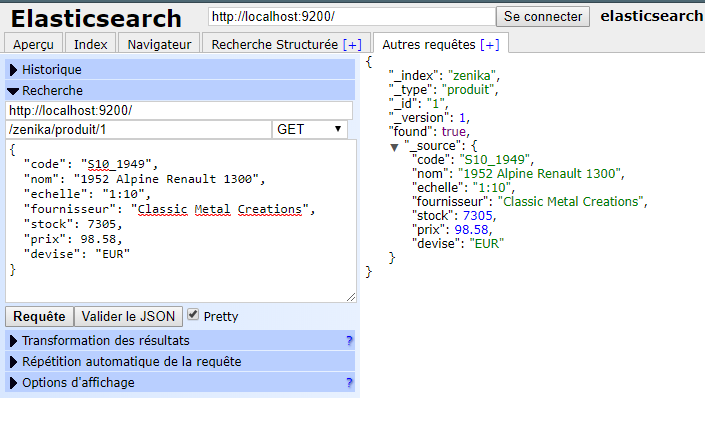 Elasticsearch http://localhost:9200/ Se connecter elasticsearch
Aperçu Index Navigateur Recherche Structurée [+] Autres requêtes [+]
Historique
Recherche
http://localhost:9200/
/zenika/produit/1 GET
{
"code": "S10_1949",
"nom": "1952 Alpine Renault 1300",
"echelle": "1:10",
"fournisseur": "Classic Metal Creations",
"stock": 7305,
"prix": 98.58,
"devise": "EUR"
}
Requête Valider le JSON Pretty
Transformation des résultats ?
Répétition automatique de la requête
Options d'affichage ?
{
"_index": "zenika",
"_type": "produit",
"_id": "1",
"_version": 1,
"found": true,
"_source": {
"code": "S10_1949",
"nom": "1952 Alpine Renault 1300",
"echelle": "1:10",
"fournisseur": "Classic Metal Creations",
"stock": 7305,
"prix": 98.58,
"devise": "EUR"
}
}